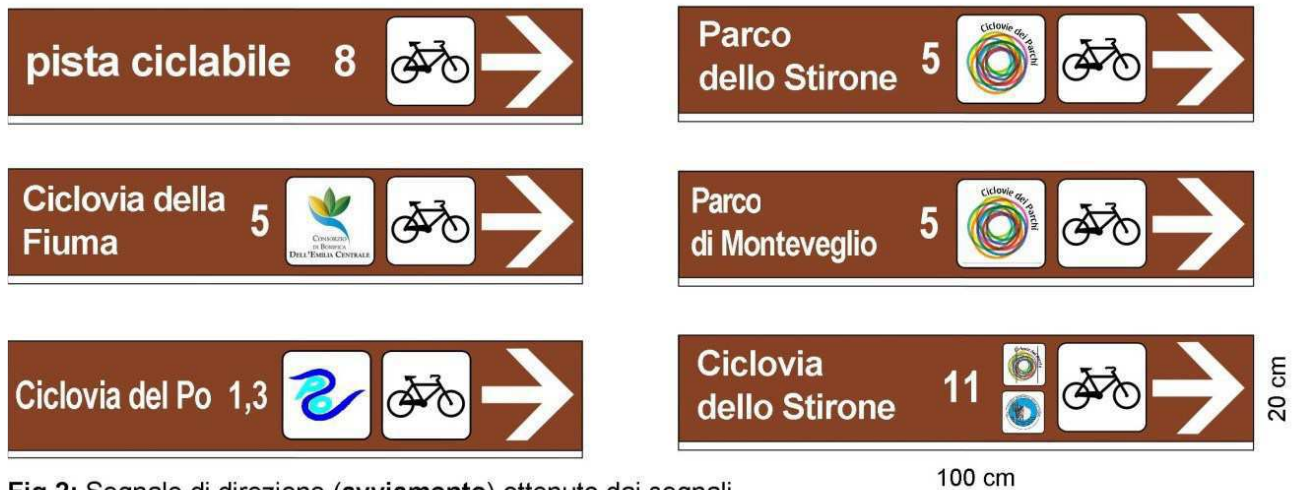 pista ciclabile 8
Parco
dello Stirone 5
Ciclovie dei Parchi
Ciclovia della
Fiuma 5
CONSORZIO
DI BONIFICA
DELL'EMILIA CENTRALE
Parco
di Monteveglio 5
Ciclovie dei Parchi
Ciclovia del Po 1,3
PO
Ciclovia
dello Stirone 11
20 cm
100 cm
Fig.2: Segnale di direzione (avviamento) ottenuto dai segnali